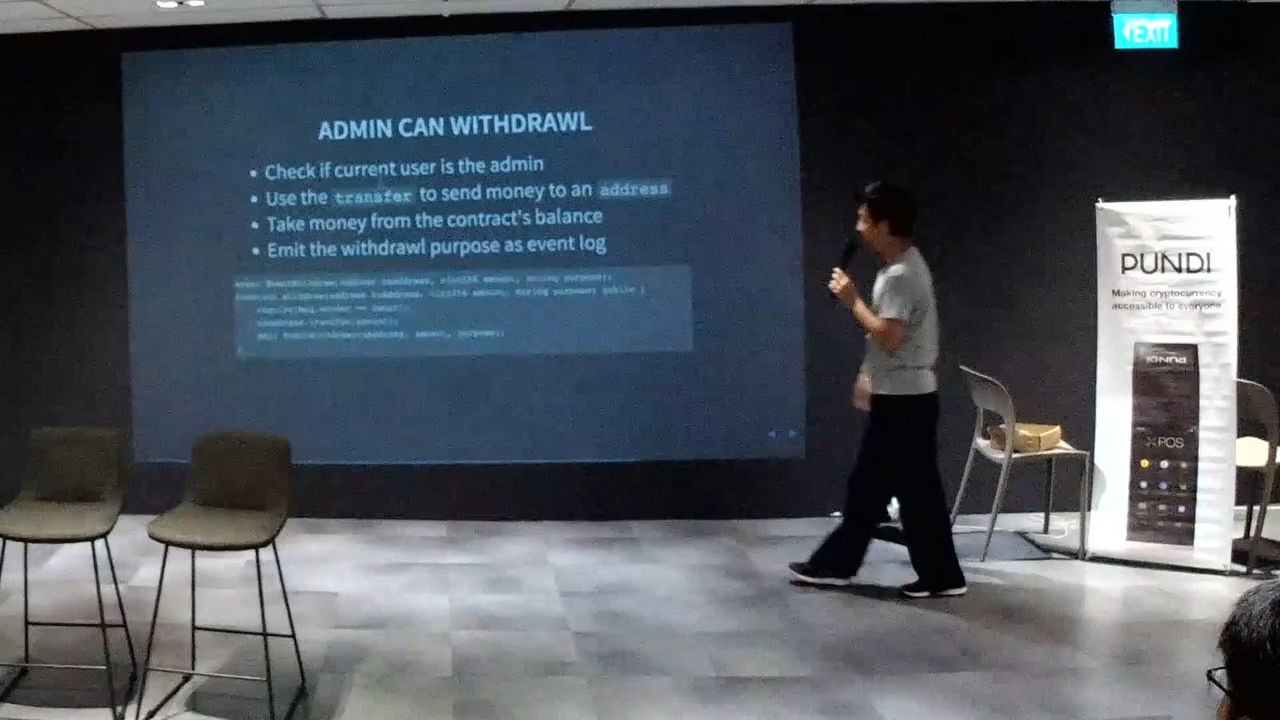 EXIT
ADMIN CAN WITHDRAWL
• Check if current user is the admin
• Use the transfer to send money to an address
• Take money from the contract's balance
• Emit the withdrawl purpose as event log
PUNDI
Making cryptocurrency
accessible to everyone
PUNDI
XPOS